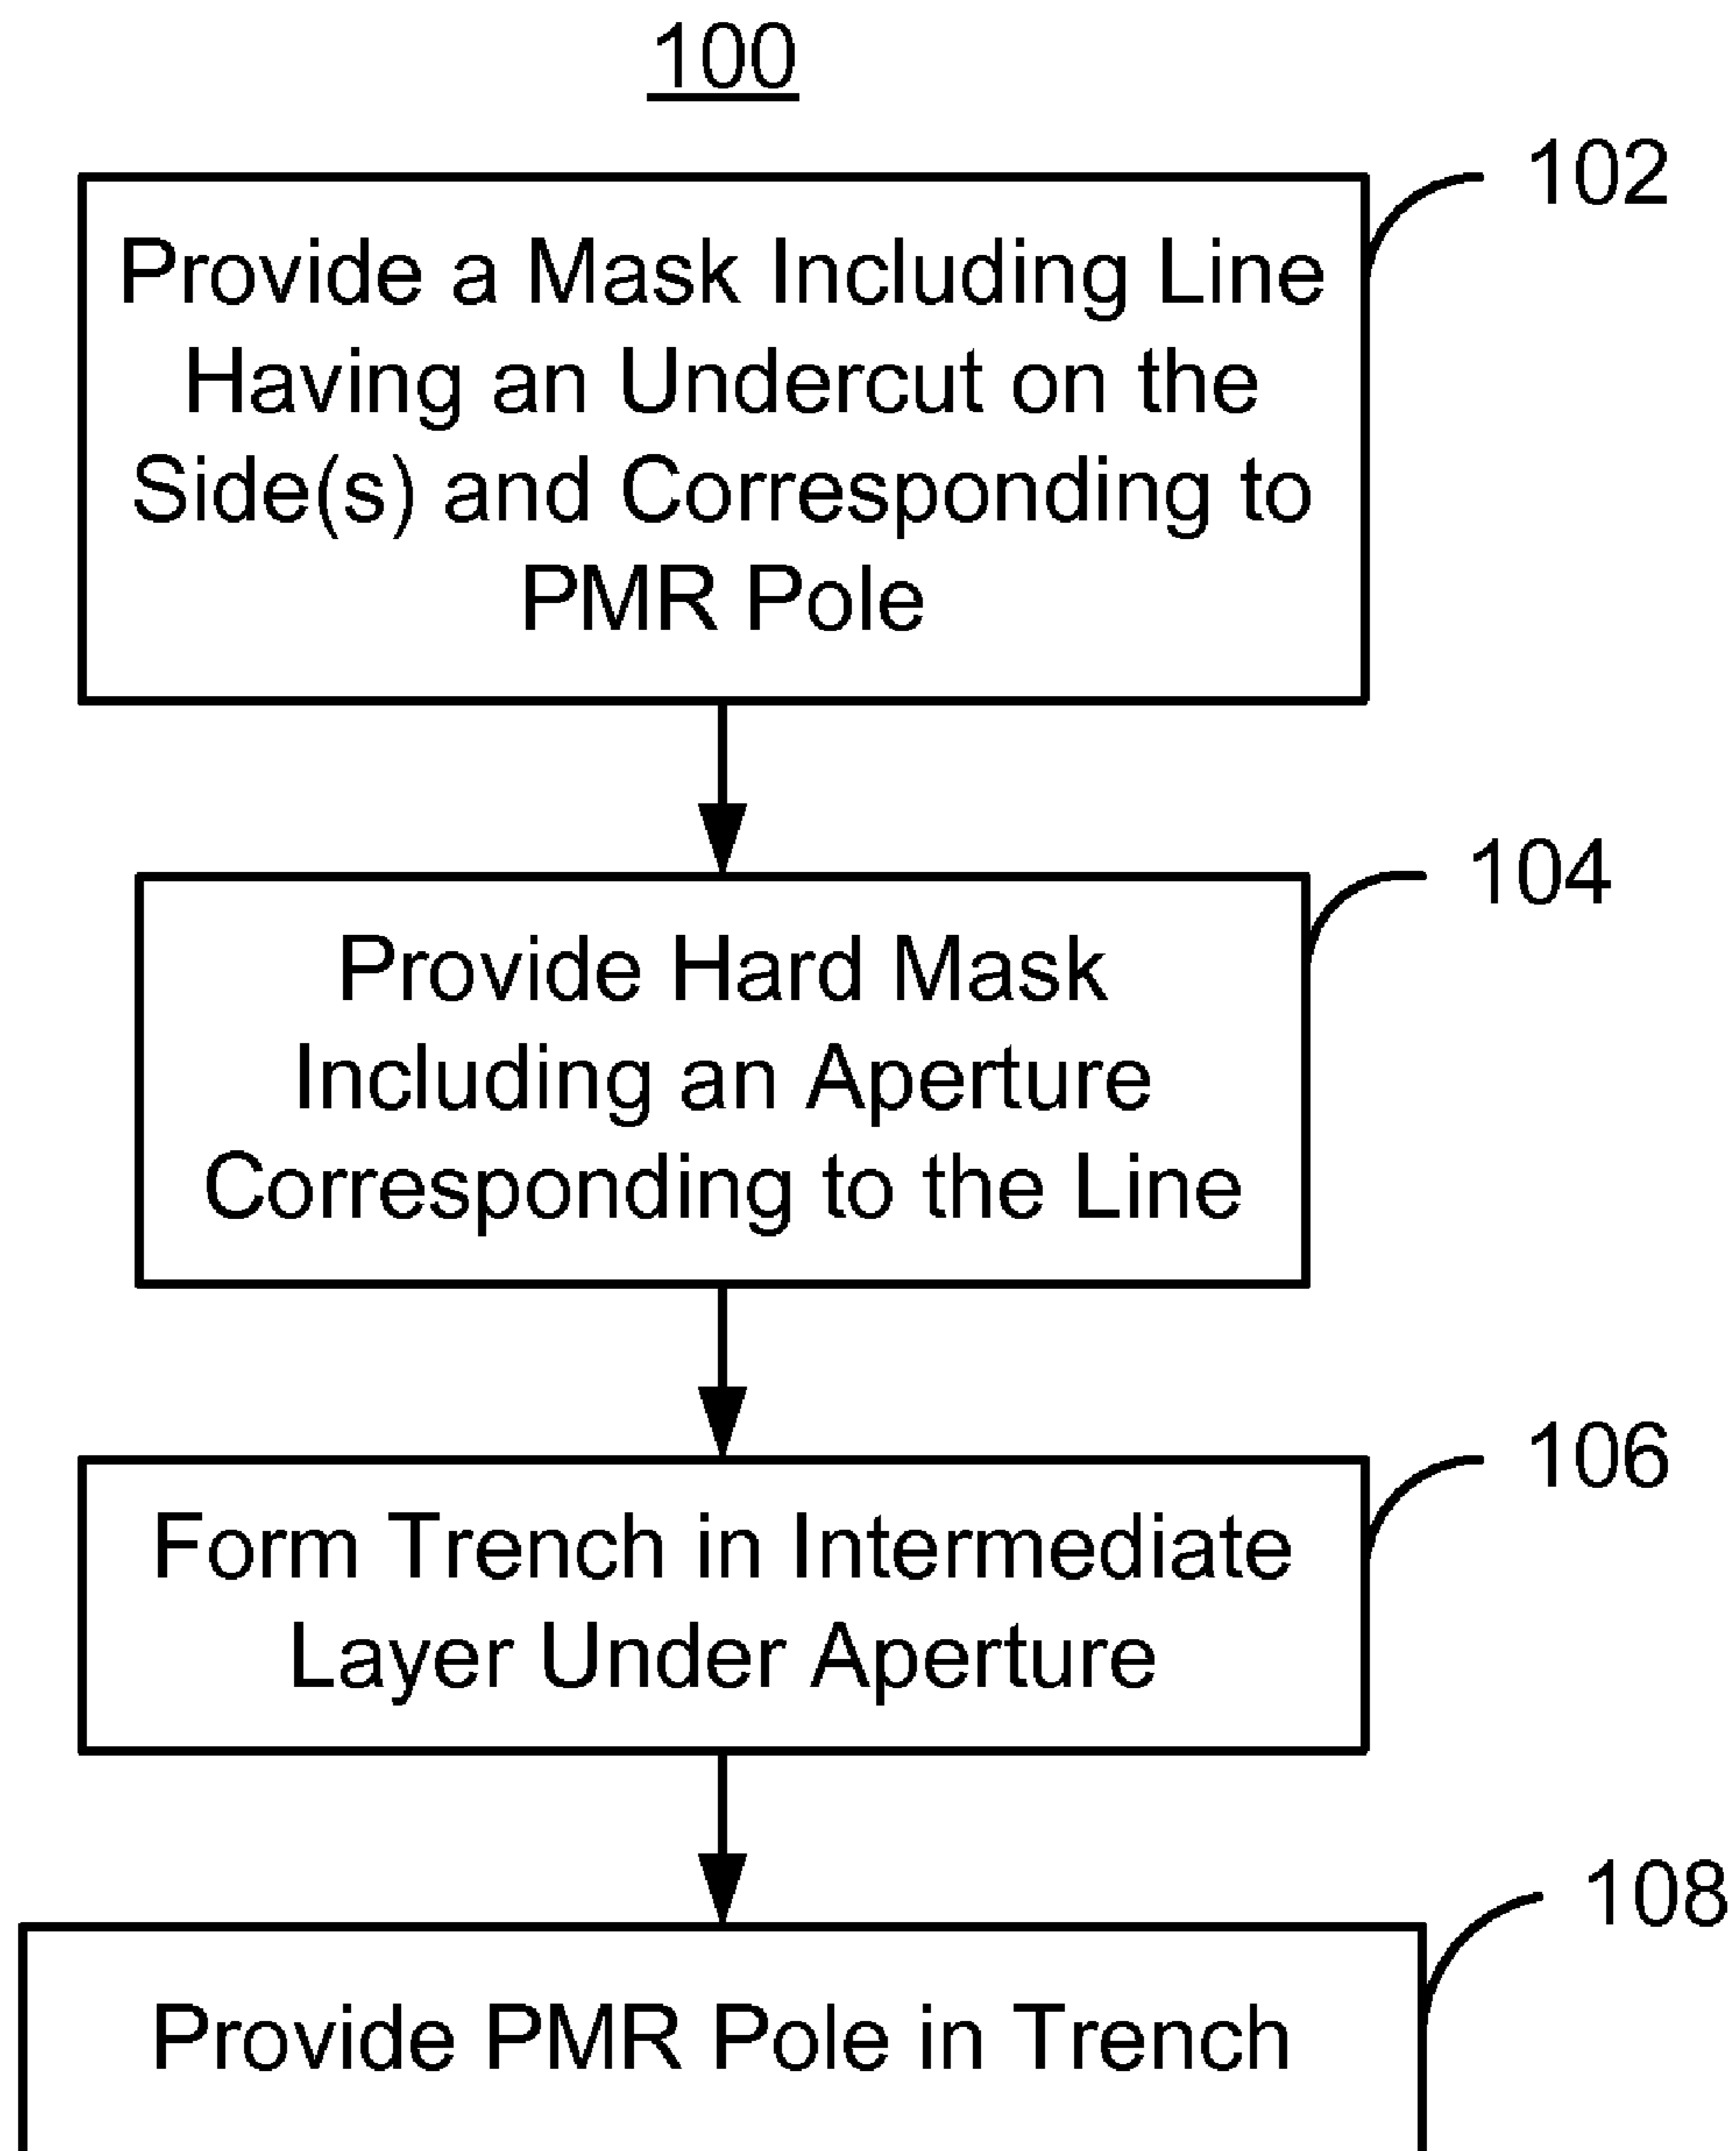 100
102
Provide a Mask Including Line
Having an Undercut on the
Side(s) and Corresponding to
PMR Pole
104
Provide Hard Mask
Including an Aperture
Corresponding to the Line
106
Form Trench in Intermediate
Layer Under Aperture
108
Provide PMR Pole in Trench